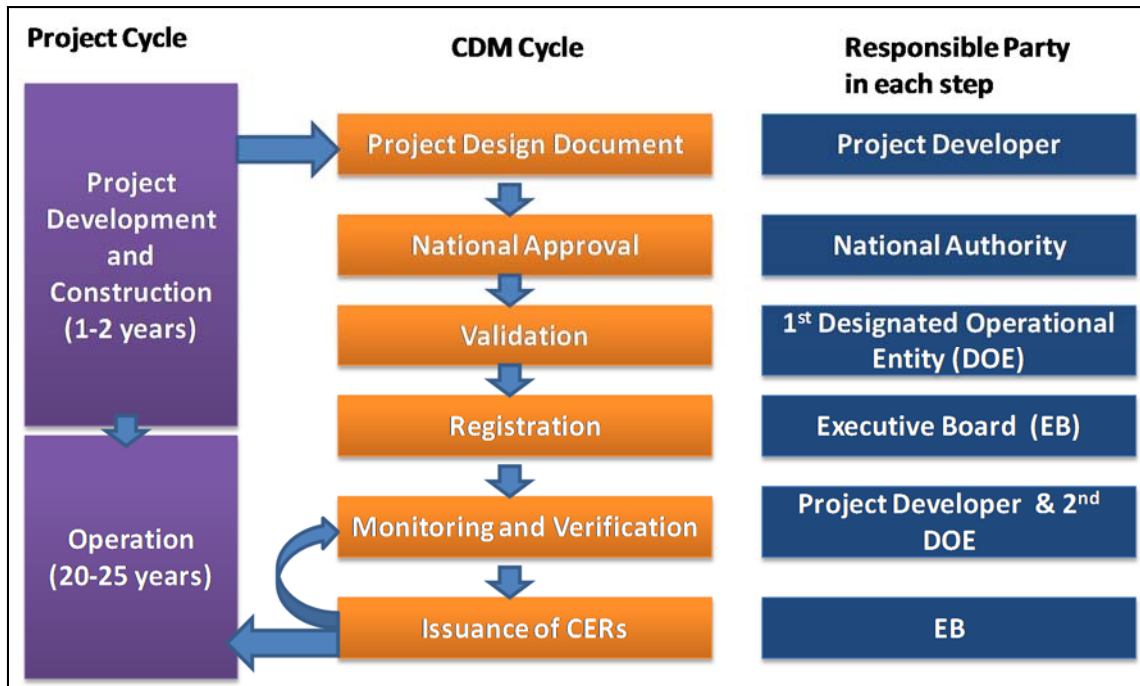 Project Cycle
CDM Cycle
Responsible Party
in each step
Project
Development
and
Construction
(1-2 years)
Operation
(20-25 years)
Project Design Document
Project Developer
National Approval
National Authority
Validation
1st Designated Operational
Entity (DOE)
Registration
Executive Board (EB)
Monitoring and Verification
Project Developer & 2nd
DOE
Issuance of CERs
EB